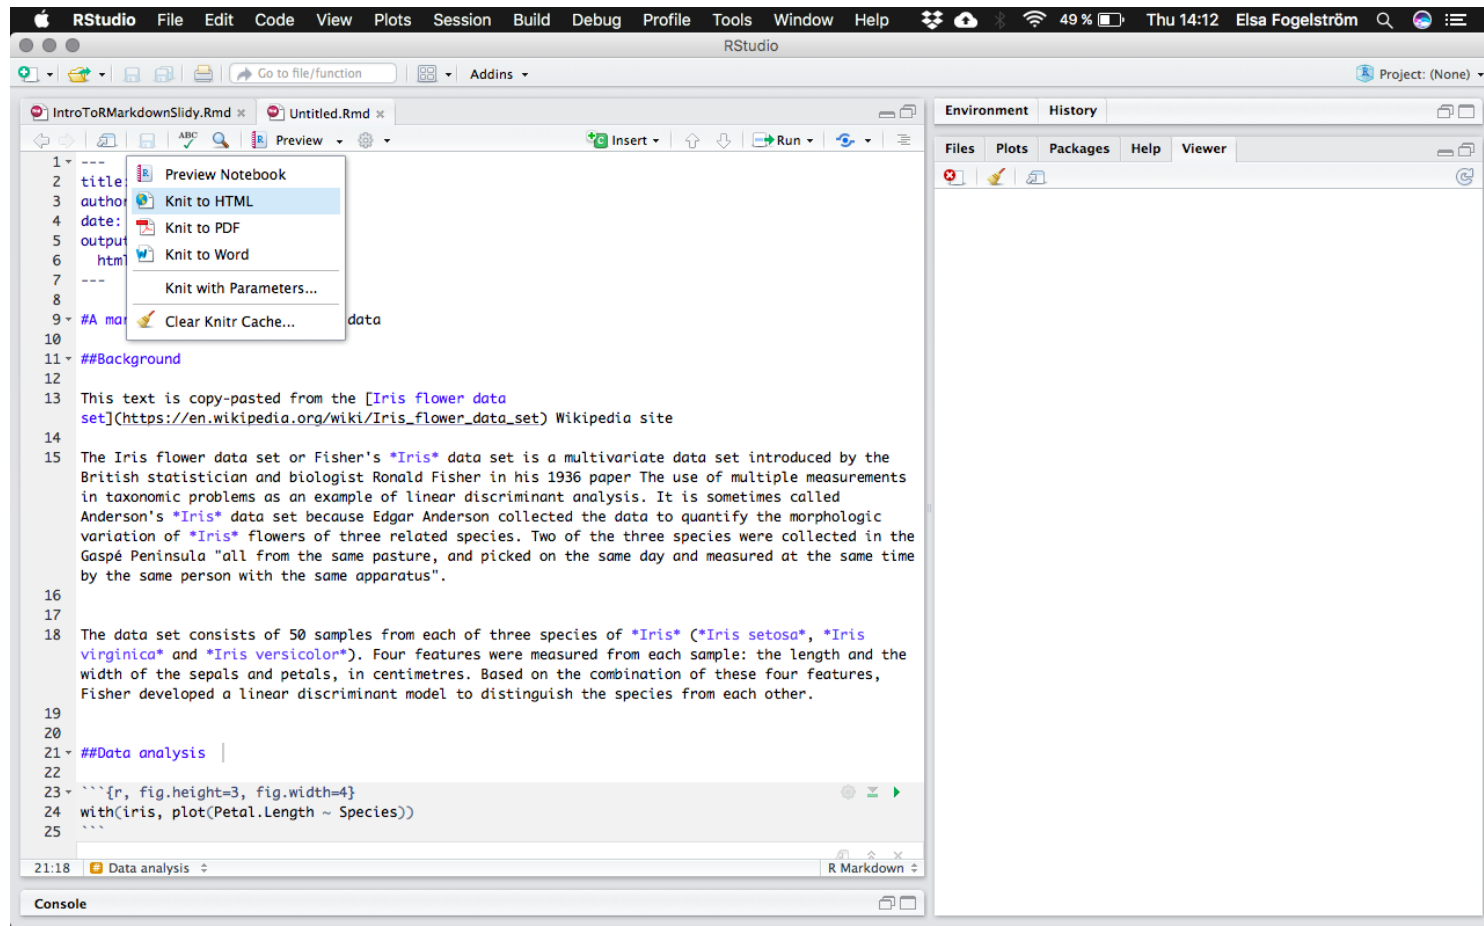 RStudio File Edit Code View Plots Session Build Debug Profile Tools Window Help 49 % Thu 14:12 Elsa Fogelström
RStudio
Go to file/function Addins Project: (None)
IntroToRMarkdownSlidy.Rmd Untitled.Rmd
ABC Preview Insert Run
1 ---
2 title:
3 author
4 date:
5 output
6 html
7 ---
8
9 #A mar data
10
11 ##Background
12
13 This text is copy-pasted from the [Iris flower data
set](https://en.wikipedia.org/wiki/Iris_flower_data_set) Wikipedia site
14
15 The Iris flower data set or Fisher's *Iris* data set is a multivariate data set introduced by the
British statistician and biologist Ronald Fisher in his 1936 paper The use of multiple measurements
in taxonomic problems as an example of linear discriminant analysis. It is sometimes called
Anderson's *Iris* data set because Edgar Anderson collected the data to quantify the morphologic
variation of *Iris* flowers of three related species. Two of the three species were collected in the
Gaspé Peninsula "all from the same pasture, and picked on the same day and measured at the same time
by the same person with the same apparatus".
16
17
18 The data set consists of 50 samples from each of three species of *Iris* (*Iris setosa*, *Iris
virginica* and *Iris versicolor*). Four features were measured from each sample: the length and the
width of the sepals and petals, in centimetres. Based on the combination of these four features,
Fisher developed a linear discriminant model to distinguish the species from each other.
19
20
21 ##Data analysis
22
23 ```{r, fig.height=3, fig.width=4}
24 with(iris, plot(Petal.Length ~ Species))
25 ```
21:18 Data analysis R Markdown
Console
Preview Notebook
Knit to HTML
Knit to PDF
Knit to Word
Knit with Parameters...
Clear Knitr Cache...
Environment History
Files Plots Packages Help Viewer